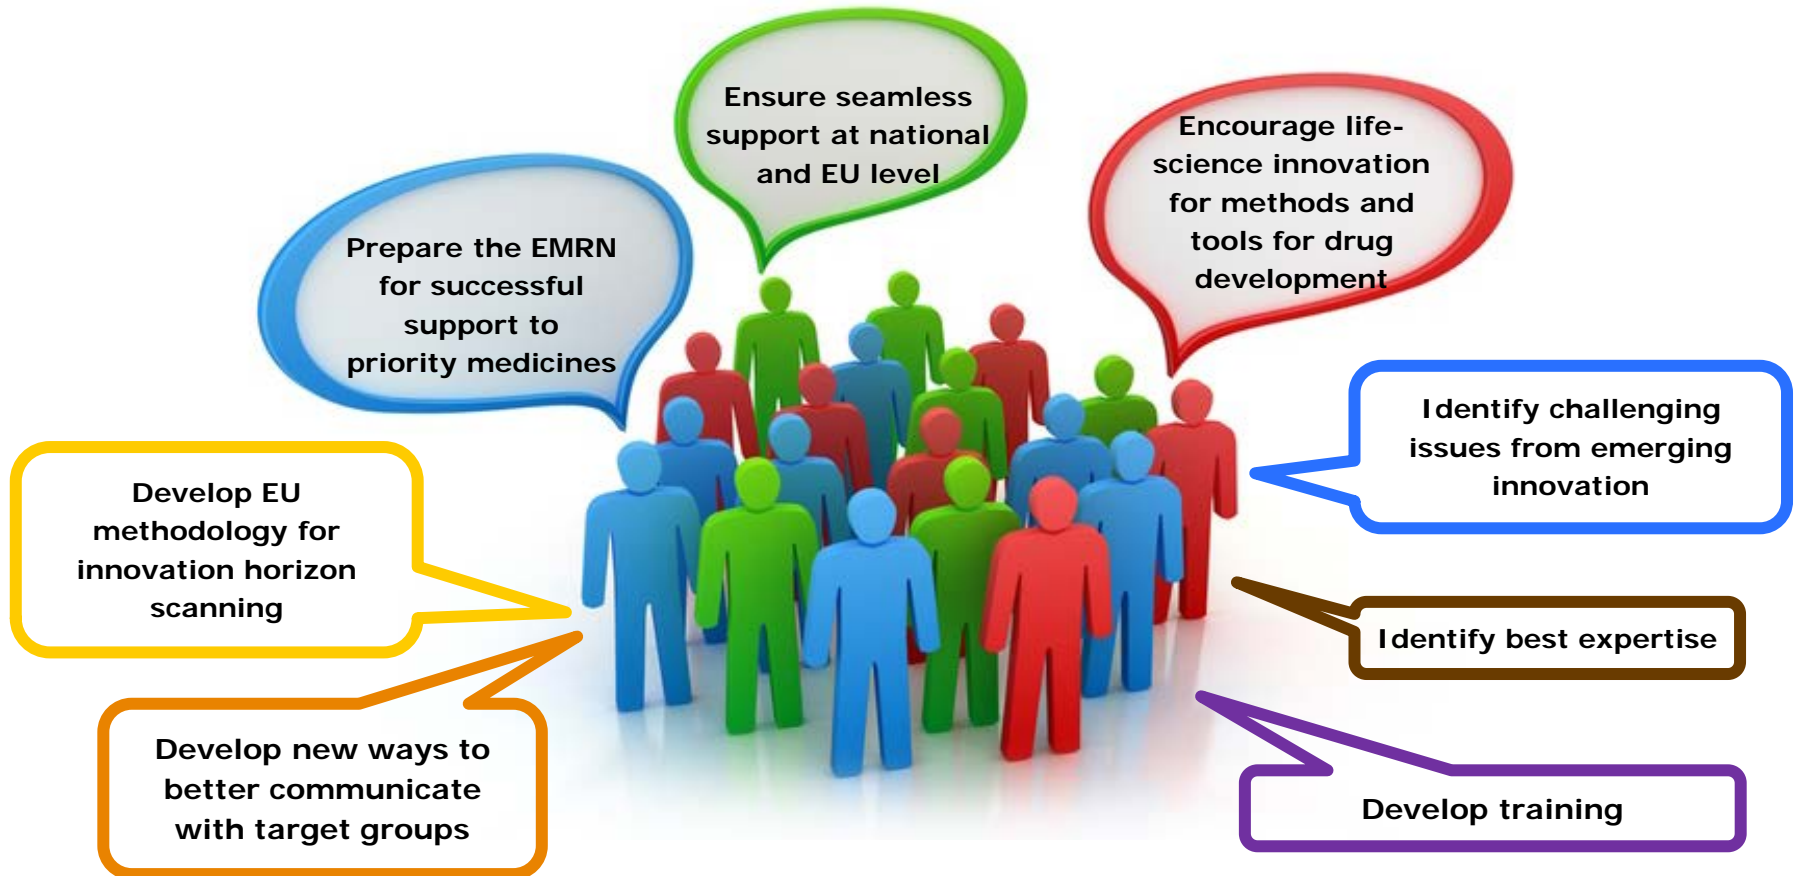 Ensure seamless
support at national
and EU level
Encourage life-
science innovation
for methods and
tools for drug
development
Prepare the EMRN
for successful
support to
priority medicines
Identify challenging
issues from emerging
innovation
Develop EU
methodology for
innovation horizon
scanning
Identify best expertise
Develop new ways to
better communicate
with target groups
Develop training